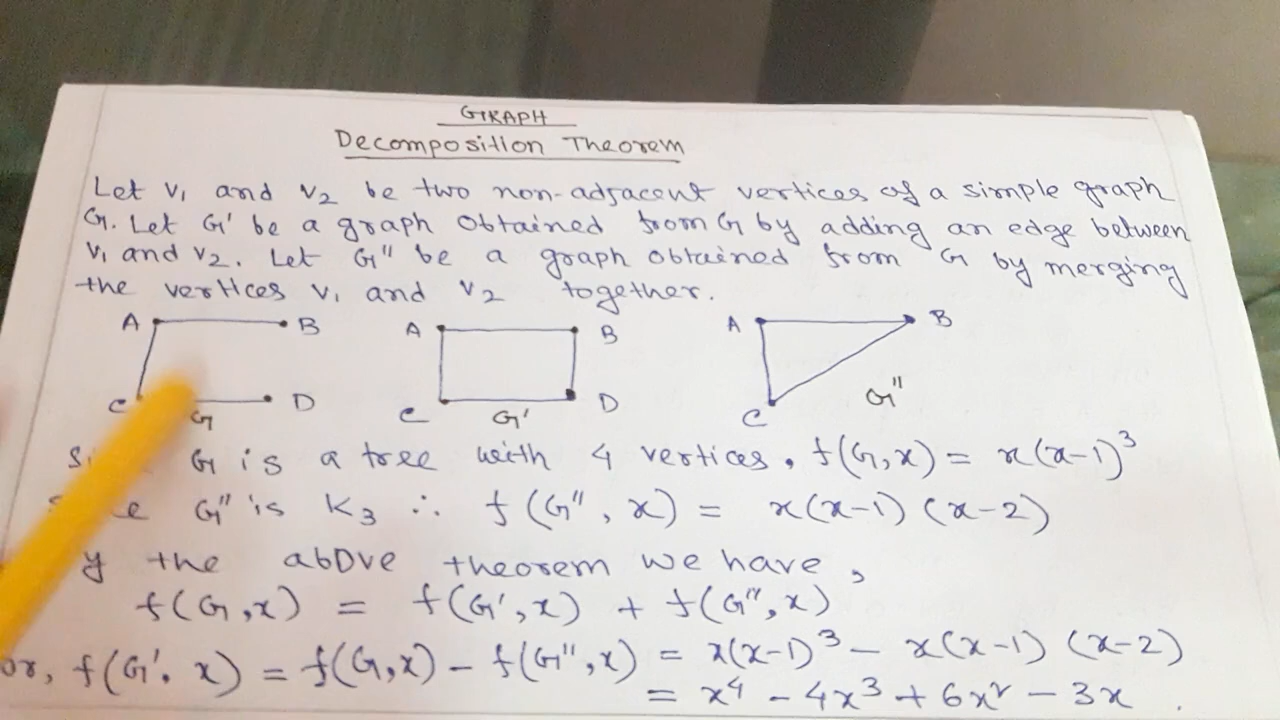 GRAPH
Decomposition Theorem
Let v₁ and v₂ be two non-adjacent vertices of a simple graph
G. Let G' be a graph obtained from G by adding an edge between
v₁ and v₂. Let G'' be a graph obtained from G by merging
the vertices v₁ and v₂ together.
A B A B A B
C D C D C
G G' G''
G is a tree with 4 vertices. f(G,x) = x(x-1)³
G'' is K₃ ∴ f(G'', x) = x(x-1) (x-2)
y the above theorem we have,
f(G,x) = f(G',x) + f(G'',x)
or, f(G'. x) = f(G,x) - f(G'',x) = x(x-1)³ - x(x-1) (x-2)
= x⁴ - 4x³ + 6x² - 3x .